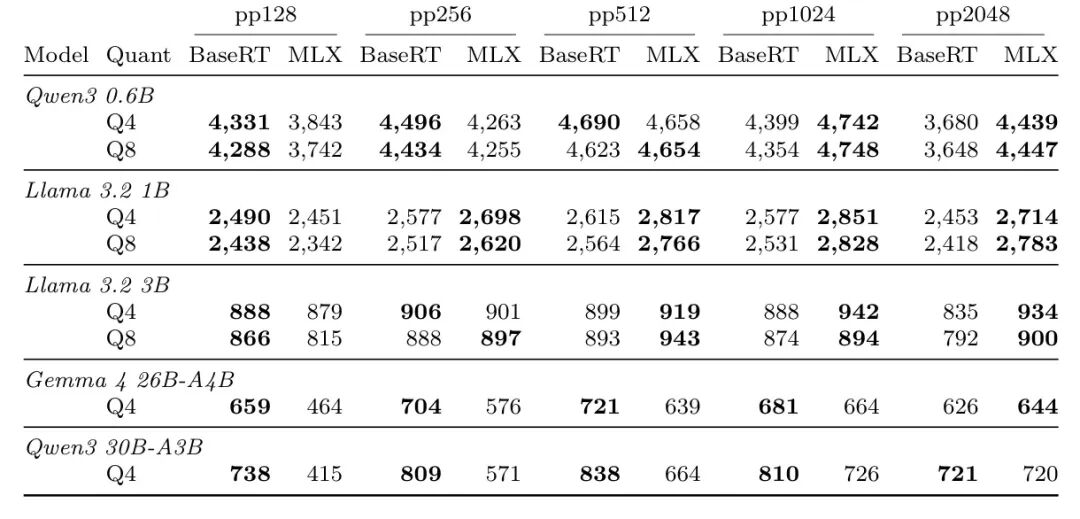 pp128 pp256 pp512 pp1024 pp2048
Model Quant BaseRT MLX BaseRT MLX BaseRT MLX BaseRT MLX BaseRT MLX
Qwen3 0.6B
Q4 4,331 3,843 4,496 4,263 4,690 4,658 4,399 4,742 3,680 4,439
Q8 4,288 3,742 4,434 4,255 4,623 4,654 4,354 4,748 3,648 4,447
Llama 3.2 1B
Q4 2,490 2,451 2,577 2,698 2,615 2,817 2,577 2,851 2,453 2,714
Q8 2,438 2,342 2,517 2,620 2,564 2,766 2,531 2,828 2,418 2,783
Llama 3.2 3B
Q4 888 879 906 901 899 919 888 942 835 934
Q8 866 815 888 897 893 943 874 894 792 900
Gemma 4 26B-A4B
Q4 659 464 704 576 721 639 681 664 626 644
Qwen3 30B-A3B
Q4 738 415 809 571 838 664 810 726 721 720